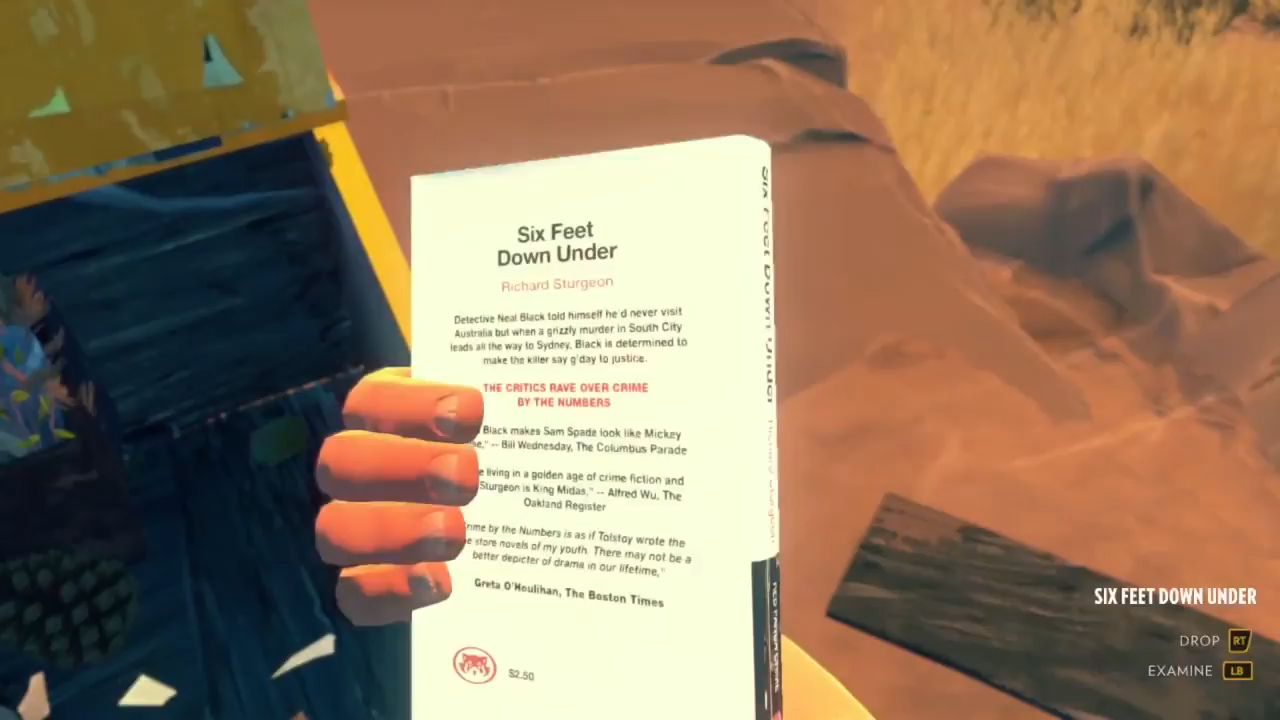 Six Feet
Down Under
Richard Sturgeon
Detective Neal Black told himself he'd never visit
Australia but when a grizzly murder in South City
leads all the way to Sydney, Black is determined to
make the killer say g'day to justice.
THE CRITICS RAVE OVER CRIME
BY THE NUMBERS
Black makes Sam Spade look like Mickey
se," -- Bill Wednesday, The Columbus Parade
e living in a golden age of crime fiction and
Sturgeon is King Midas," -- Alfred Wu, The
Oakland Register
rime by the Numbers is as if Tolstoy wrote the
e store novels of my youth. There may not be a
better depicter of drama in our lifetime,"
Greta O'Houlihan, The Boston Times
$2.50
SIX FEET DOWN UNDER
SIX FEET DOWN UNDER
DROP RT
EXAMINE LB